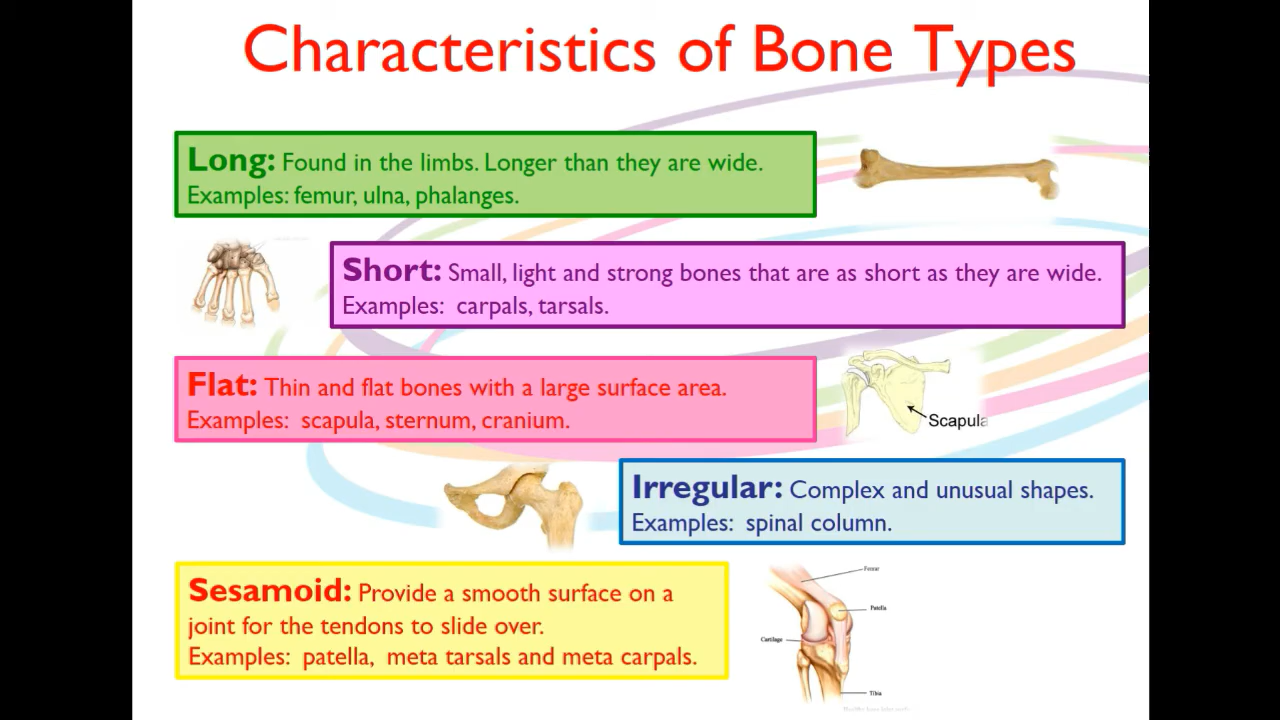 Characteristics of Bone Types
Long: Found in the limbs. Longer than they are wide.
Examples: femur, ulna, phalanges.
Short: Small, light and strong bones that are as short as they are wide.
Examples: carpals, tarsals.
Flat: Thin and flat bones with a large surface area.
Examples: scapula, sternum, cranium.
Scapula
Irregular: Complex and unusual shapes.
Examples: spinal column.
Sesamoid: Provide a smooth surface on a
joint for the tendons to slide over.
Examples: patella, meta tarsals and meta carpals.
Femur
Patella
Cartilage
Tibia